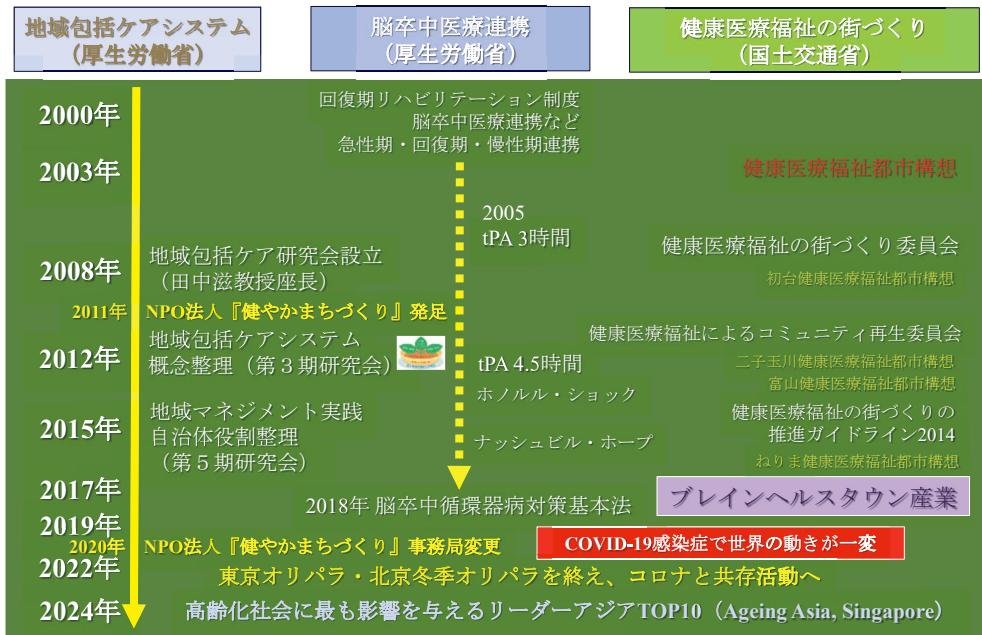 地域包括ケアシステム
（厚生労働省）
脳卒中医療連携
（厚生労働省）
健康医療福祉の街づくり
（国土交通省）
2000年
回復期リハビリテーション制度
脳卒中医療連携など
急性期・回復期・慢性期連携
2003年
健康医療福祉都市構想
2005
tPA 3時間
2008年
地域包括ケア研究会設立
（田中滋教授座長）
健康医療福祉の街づくり委員会
初台健康医療福祉都市構想
2011年 NPO法人『健やかまちづくり』発足
2012年
地域包括ケアシステム
概念整理（第３期研究会）
tPA 4.5時間
ホノルル・ショック
健康医療福祉によるコミュニティ再生委員会
二子玉川健康医療福祉都市構想
富山健康医療福祉都市構想
2015年
地域マネジメント実践
自治体役割整理
（第５期研究会）
ナッシュビル・ホープ
健康医療福祉の街づくりの
推進ガイドライン2014
ねりま健康医療福祉都市構想
2017年
2018年 脳卒中循環器病対策基本法
ブレインヘルスタウン産業
2019年
2020年 NPO法人『健やかまちづくり』事務局変更
COVID-19感染症で世界の動きが一変
2022年
東京オリパラ・北京冬季オリパラを終え、コロナと共存活動へ
2024年
高齢化社会に最も影響を与えるリーダーアジアTOP10（Ageing Asia, Singapore）